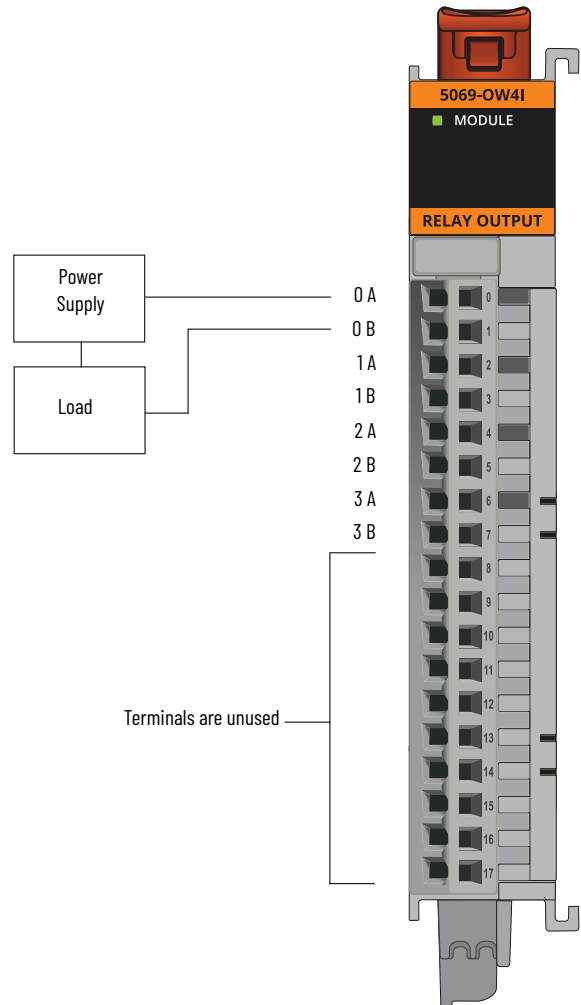 5069-OW4I
MODULE
RELAY OUTPUT
Power
Supply
Load
0 A
0 B
1 A
1 B
2 A
2 B
3 A
3 B
Terminals are unused
0
1
2
3
4
5
6
7
8
9
10
11
12
13
14
15
16
17